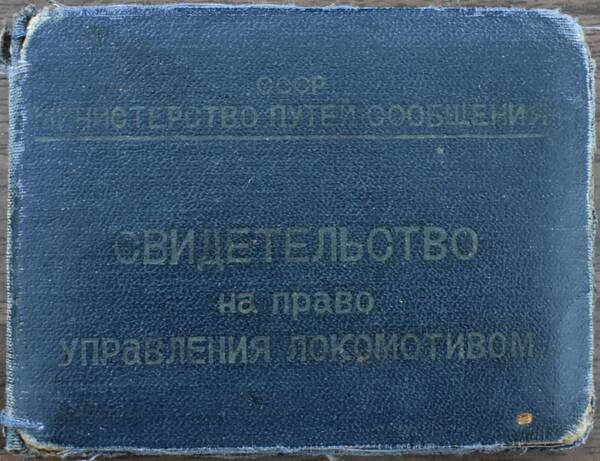 СССР
МИНИСТЕРСТВО ПУТЕЙ СООБЩЕНИЯ
СВИДЕТЕЛЬСТВО
на право
УПРАВЛЕНИЯ ЛОКОМОТИВОМ